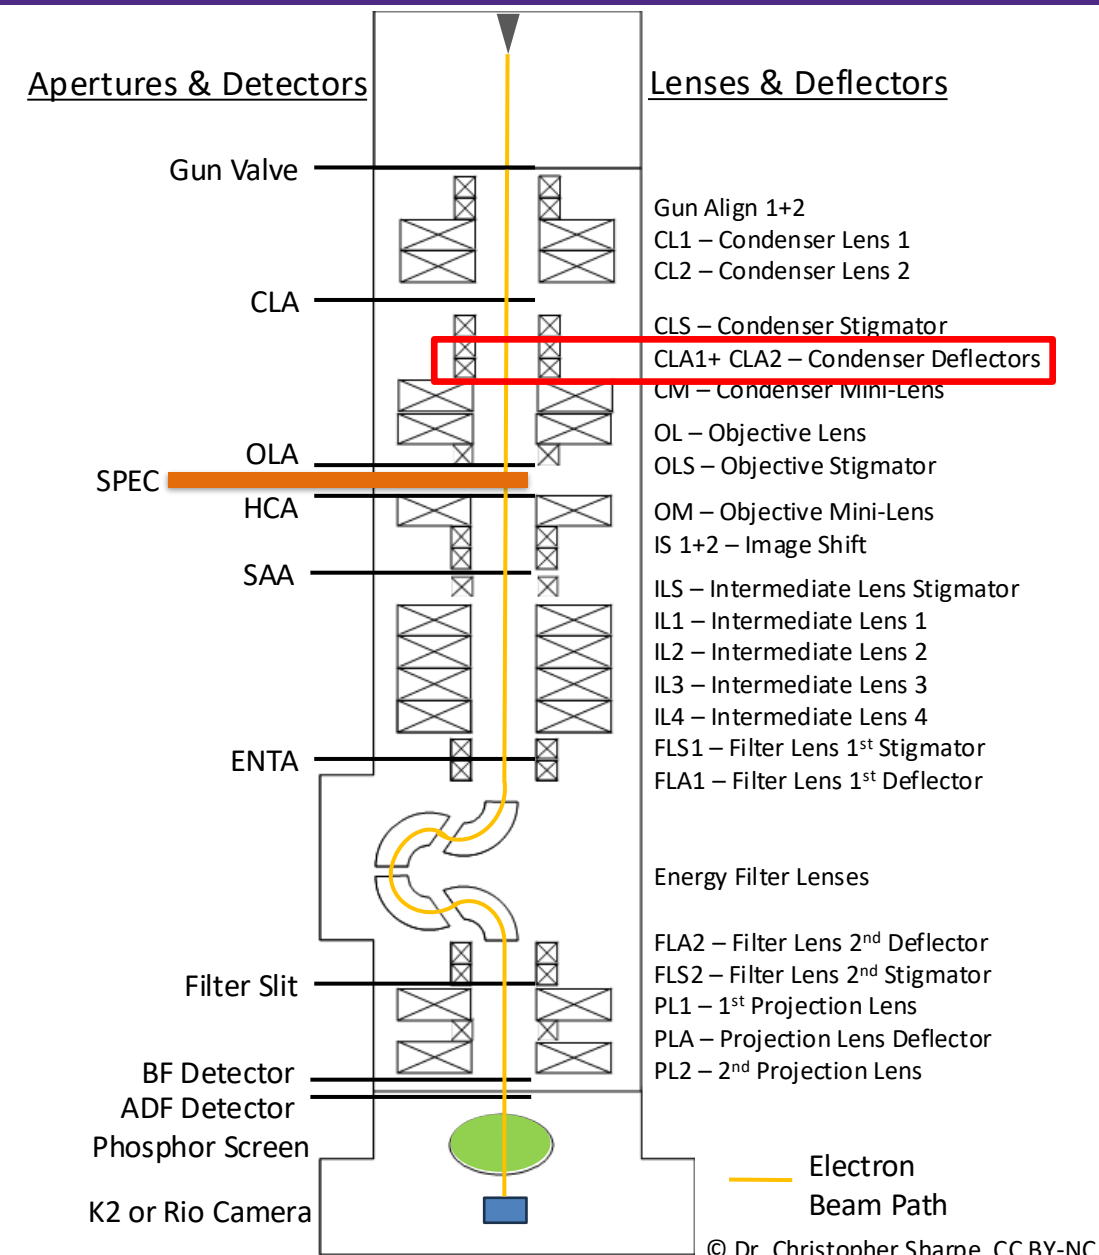 Apertures & Detectors
Lenses & Deflectors
Gun Valve
Gun Align 1+2
CL1 – Condenser Lens 1
CL2 – Condenser Lens 2
CLA
CLS – Condenser Stigmator
CLA1+ CLA2 – Condenser Deflectors
CM – Condenser Mini-Lens
OL – Objective Lens
OLA
OLS – Objective Stigmator
SPEC
HCA
OM – Objective Mini-Lens
IS 1+2 – Image Shift
SAA
ILS – Intermediate Lens Stigmator
IL1 – Intermediate Lens 1
IL2 – Intermediate Lens 2
IL3 – Intermediate Lens 3
IL4 – Intermediate Lens 4
FLS1 – Filter Lens 1st Stigmator
ENTA
FLA1 – Filter Lens 1st Deflector
Energy Filter Lenses
FLA2 – Filter Lens 2nd Deflector
FLS2 – Filter Lens 2nd Stigmator
Filter Slit
PL1 – 1st Projection Lens
PLA – Projection Lens Deflector
PL2 – 2nd Projection Lens
BF Detector
ADF Detector
Phosphor Screen
K2 or Rio Camera
Electron
Beam Path
© Dr. Christopher Sharpe, CC BY-NC